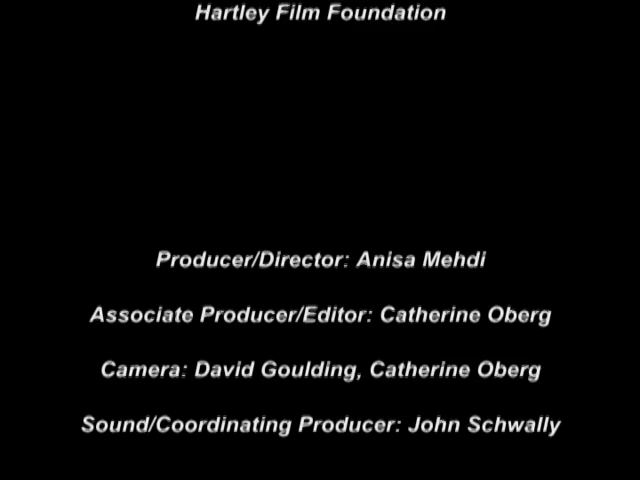 Hartley Film Foundation
Producer/Director: Anisa Mehdi
Associate Producer/Editor: Catherine Oberg
Camera: David Goulding, Catherine Oberg
Sound/Coordinating Producer: John Schwally